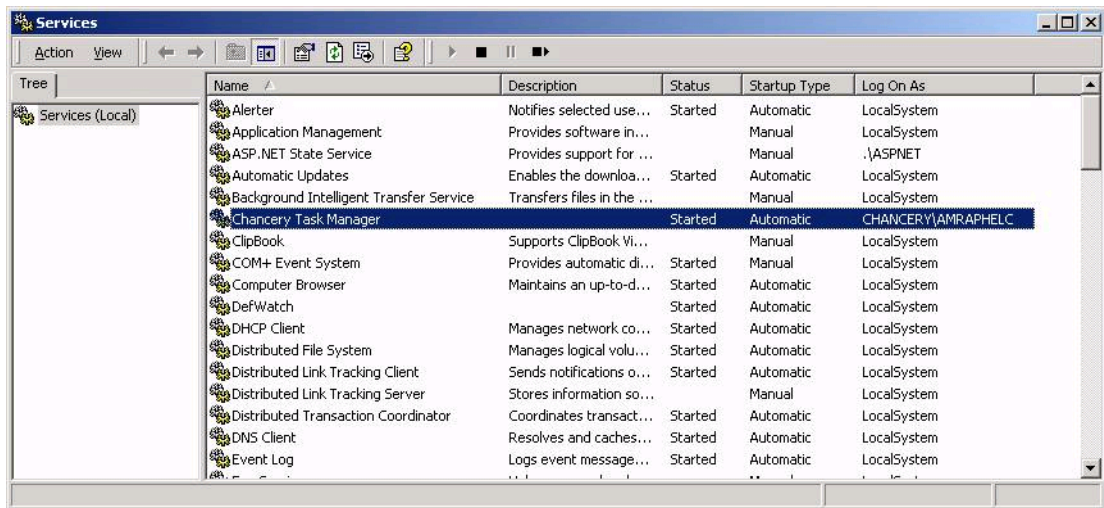 Services
Action View
Tree
Name Description Status Startup Type Log On As
Services (Local)
Alerter Notifies selected use... Started Automatic LocalSystem
Application Management Provides software in... Manual LocalSystem
ASP.NET State Service Provides support for ... Manual .\ASPNET
Automatic Updates Enables the downloa... Started Automatic LocalSystem
Background Intelligent Transfer Service Transfers files in the ... Manual LocalSystem
Chancery Task Manager Started Automatic CHANCERY\AMRAPHELC
ClipBook Supports ClipBook Vi... Manual LocalSystem
COM+ Event System Provides automatic di... Started Manual LocalSystem
Computer Browser Maintains an up-to-d... Started Automatic LocalSystem
DefWatch Started Automatic LocalSystem
DHCP Client Manages network co... Started Automatic LocalSystem
Distributed File System Manages logical volu... Started Automatic LocalSystem
Distributed Link Tracking Client Sends notifications o... Started Automatic LocalSystem
Distributed Link Tracking Server Stores information so... Manual LocalSystem
Distributed Transaction Coordinator Coordinates transact... Started Automatic LocalSystem
DNS Client Resolves and caches... Started Automatic LocalSystem
Event Log Logs event message... Started Automatic LocalSystem